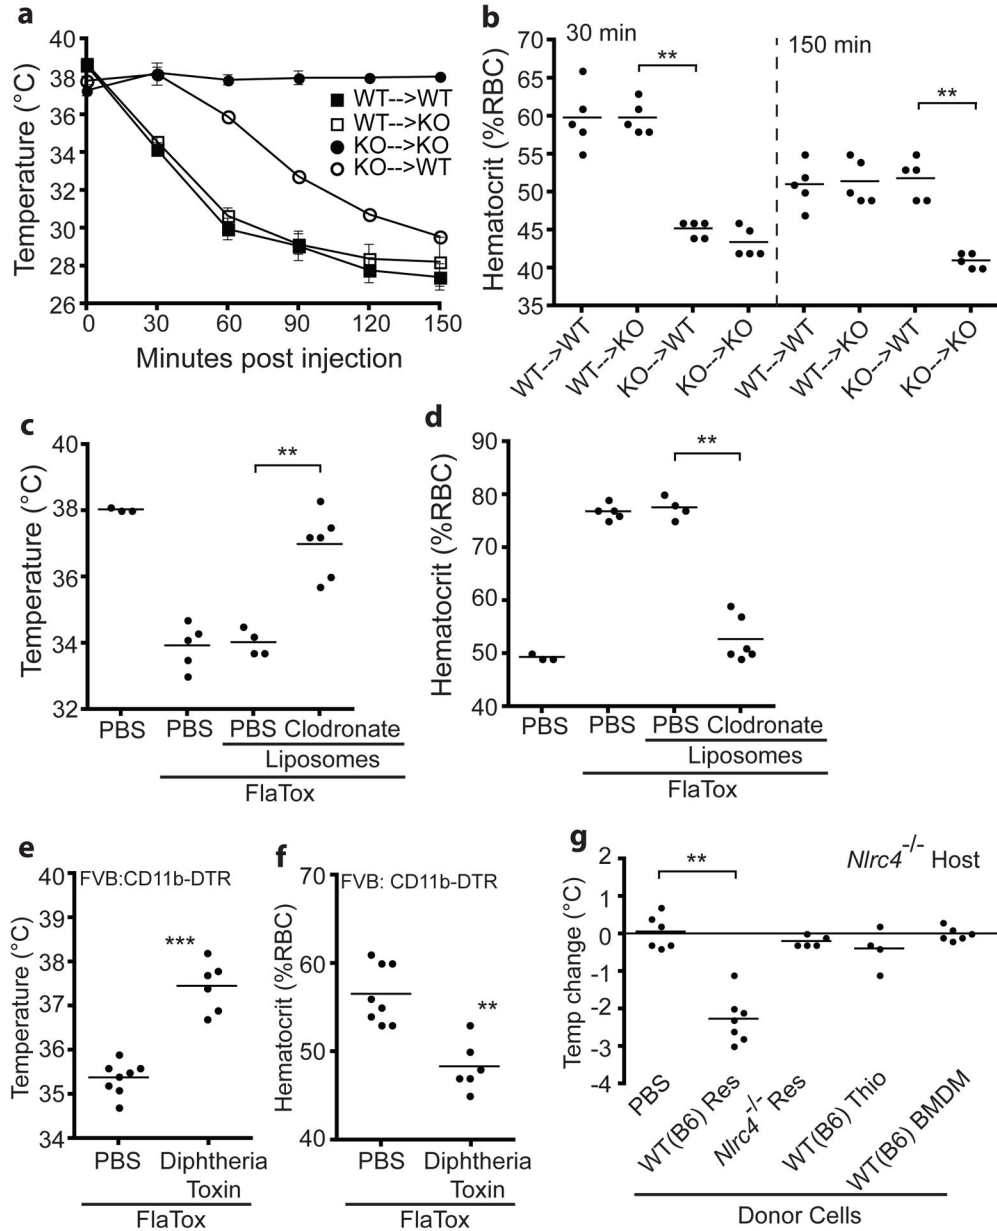 a
40
38
36
34
32
30
28
26
Temperature (°C)
0 30 60 90 120 150
Minutes post injection
WT-->WT
WT-->KO
KO-->KO
KO-->WT
b
30 min
150 min
**
**
70
65
60
55
50
45
40
35
Hematocrit (%RBC)
WT-->WT
WT-->KO
KO-->WT
KO-->KO
WT-->WT
WT-->KO
KO-->WT
KO-->KO
c
40
38
36
34
32
Temperature (°C)
**
PBS PBS PBS Clodronate
Liposomes
FlaTox
d
90
80
70
60
50
40
Hematocrit (%RBC)
**
PBS PBS PBS Clodronate
Liposomes
FlaTox
e
FVB:CD11b-DTR
40
39
38
37
36
35
34
Temperature (°C)
***
PBS Diphtheria
Toxin
FlaTox
f
FVB: CD11b-DTR
70
60
50
40
Hematocrit (%RBC)
**
PBS Diphtheria
Toxin
FlaTox
g
Nlrc4-/- Host
2
1
0
-1
-2
-3
-4
Temp change (°C)
**
PBS
WT(B6) Res
Nlrc4-/- Res
WT(B6) Thio
WT(B6) BMDM
Donor Cells